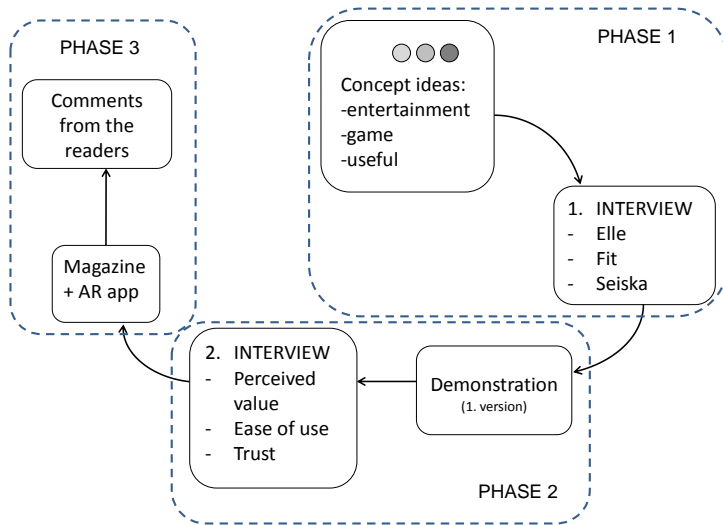 PHASE 1
Concept ideas:
-entertainment
-game
-useful
1. INTERVIEW
- Elle
- Fit
- Seiska
PHASE 2
Demonstration
(1. version)
2. INTERVIEW
- Perceived
value
- Ease of use
- Trust
PHASE 3
Magazine
+ AR app
Comments
from the
readers